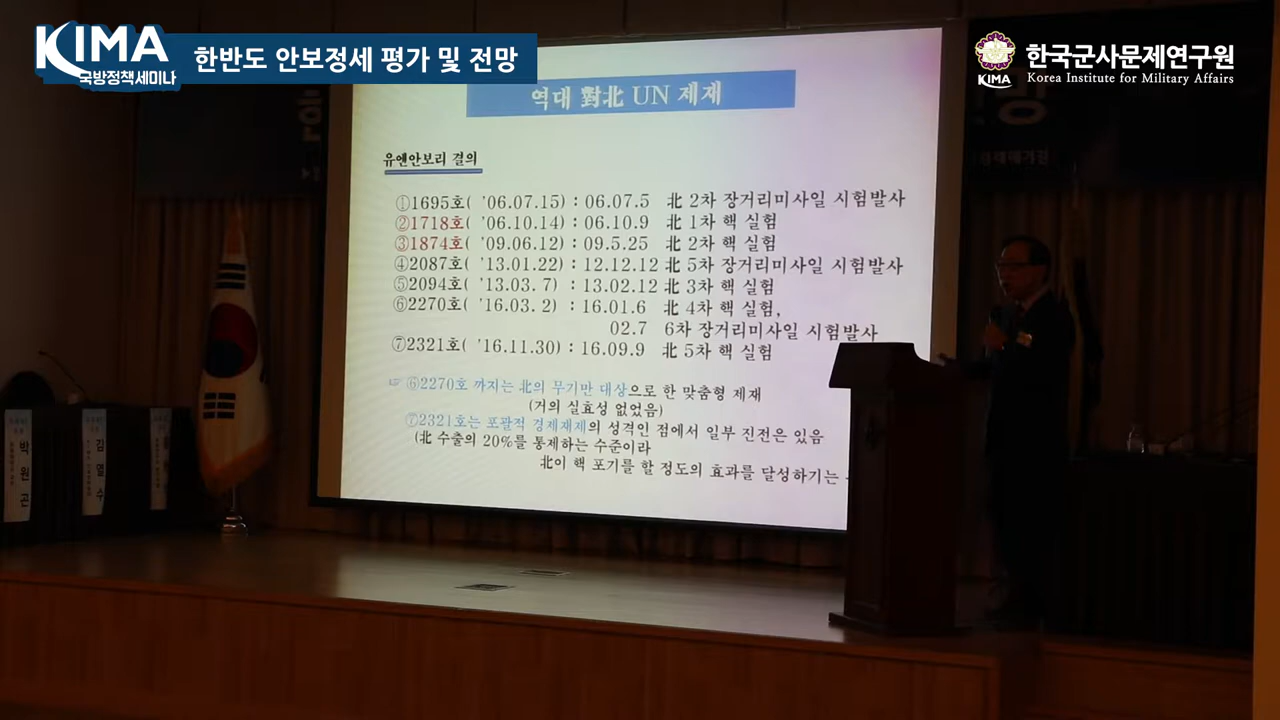 KIMA
국방정책세미나
한반도 안보정세 평가 및 전망
KIMA
한국군사문제연구원
Korea Institute for Military Affairs
역대 對北 UN 제재
유엔안보리 결의
①1695호( '06.07.15) : 06.07.5 北 2차 장거리미사일 시험발사
②1718호( '06.10.14) : 06.10.9 北 1차 핵 실험
③1874호( '09.06.12) : 09.5.25 北 2차 핵 실험
④2087호( '13.01.22) : 12.12.12 北 5차 장거리미사일 시험발사
⑤2094호( '13.03. 7) : 13.02.12 北 3차 핵 실험
⑥2270호( '16.03. 2) : 16.01.6 北 4차 핵 실험,
02.7 6차 장거리미사일 시험발사
⑦2321호( '16.11.30) : 16.09.9 北 5차 핵 실험
☞ ⑥2270호 까지는 北의 무기만 대상으로 한 맞춤형 제재
(거의 실효성 없었음)
⑦2321호는 포괄적 경제재제의 성격인 점에서 일부 진전은 있음
(北 수출의 20%를 통제하는 수준이라
北이 핵 포기를 할 정도의 효과를 달성하기는
박원곤
김열수